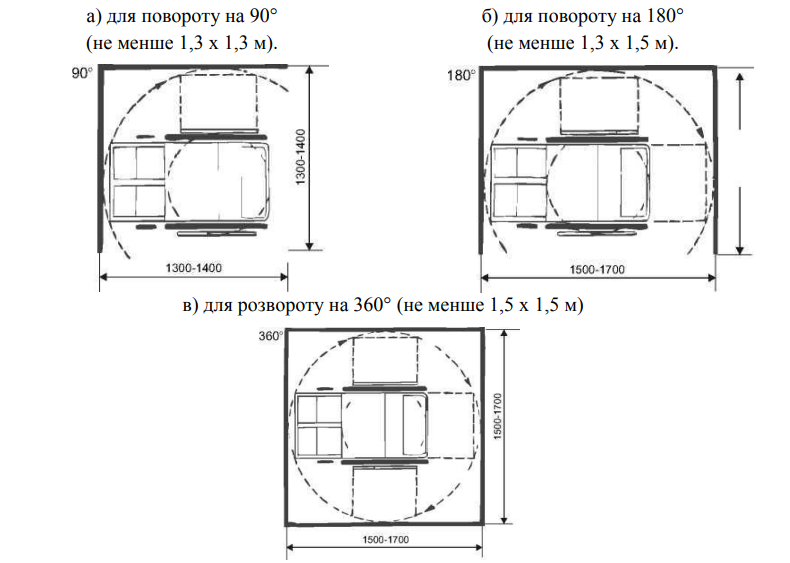 а) для повороту на 90°
(не менше 1,3 х 1,3 м).
б) для повороту на 180°
(не менше 1,3 х 1,5 м).
90°
1300-1400
1300-1400
180°
1500-1700
в) для розвороту на 360° (не менше 1,5 х 1,5 м)
360°
1500-1700
1500-1700